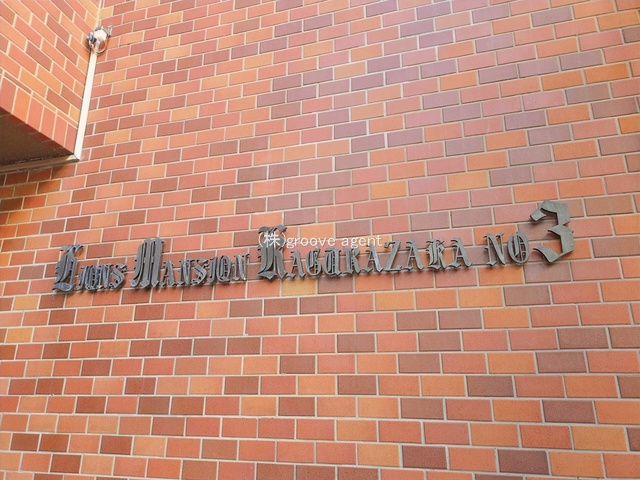 (株)groove agent
LIONS MANSION KAGURAZAKA NO3